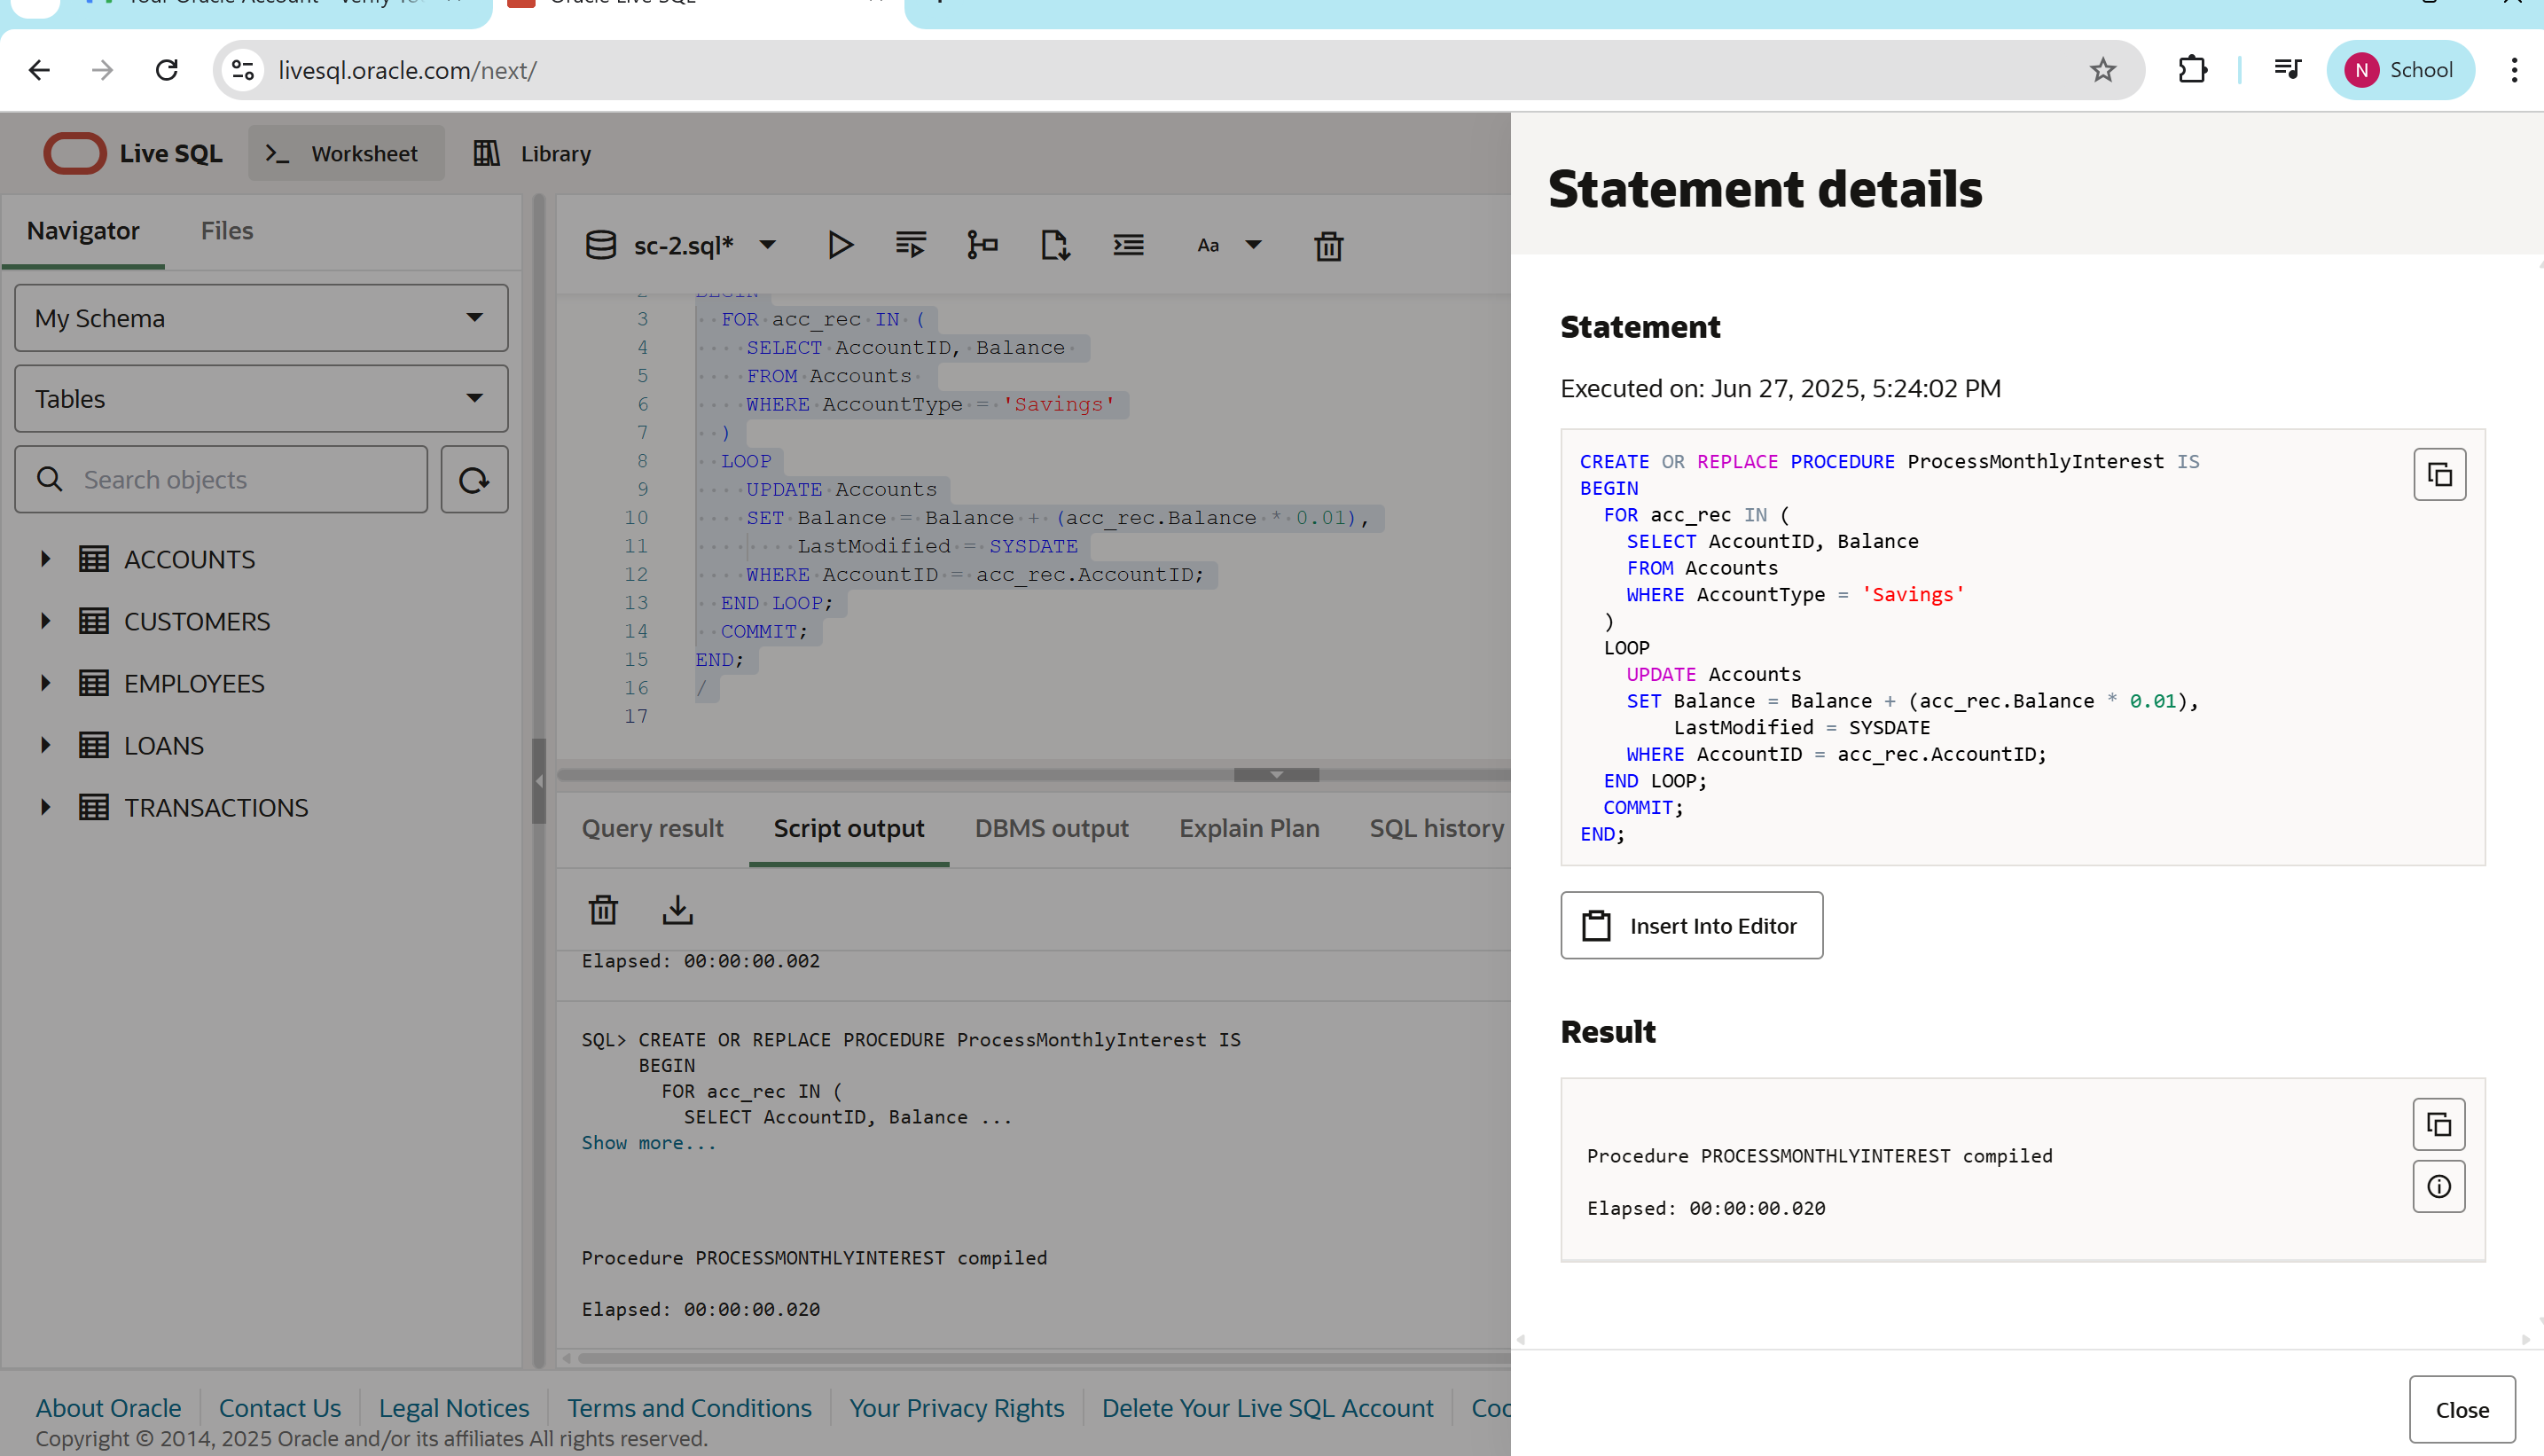 Oracle Live SQL
livesql.oracle.com/next/
N School
Live SQL
>_ Worksheet
Library
Navigator
Files
My Schema
Tables
Search objects
ACCOUNTS
CUSTOMERS
EMPLOYEES
LOANS
TRANSACTIONS
sc-2.sql*
Aa
2 BEGIN
3 FOR acc_rec IN (
4 SELECT AccountID, Balance
5 FROM Accounts
6 WHERE AccountType = 'Savings'
7 )
8 LOOP
9 UPDATE Accounts
10 SET Balance = Balance + (acc_rec.Balance * 0.01),
11 LastModified = SYSDATE
12 WHERE AccountID = acc_rec.AccountID;
13 END LOOP;
14 COMMIT;
15 END;
16 /
17
Query result
Script output
DBMS output
Explain Plan
SQL history
Elapsed: 00:00:00.002
SQL> CREATE OR REPLACE PROCEDURE ProcessMonthlyInterest IS
BEGIN
FOR acc_rec IN (
SELECT AccountID, Balance ...
Show more...
Procedure PROCESSMONTHLYINTEREST compiled
Elapsed: 00:00:00.020
Statement details
Statement
Executed on: Jun 27, 2025, 5:24:02 PM
CREATE OR REPLACE PROCEDURE ProcessMonthlyInterest IS
BEGIN
FOR acc_rec IN (
SELECT AccountID, Balance
FROM Accounts
WHERE AccountType = 'Savings'
)
LOOP
UPDATE Accounts
SET Balance = Balance + (acc_rec.Balance * 0.01),
LastModified = SYSDATE
WHERE AccountID = acc_rec.AccountID;
END LOOP;
COMMIT;
END;
Insert Into Editor
Result
Procedure PROCESSMONTHLYINTEREST compiled
Elapsed: 00:00:00.020
Close
About Oracle
Contact Us
Legal Notices
Terms and Conditions
Your Privacy Rights
Delete Your Live SQL Account
Copyright © 2014, 2025 Oracle and/or its affiliates All rights reserved.